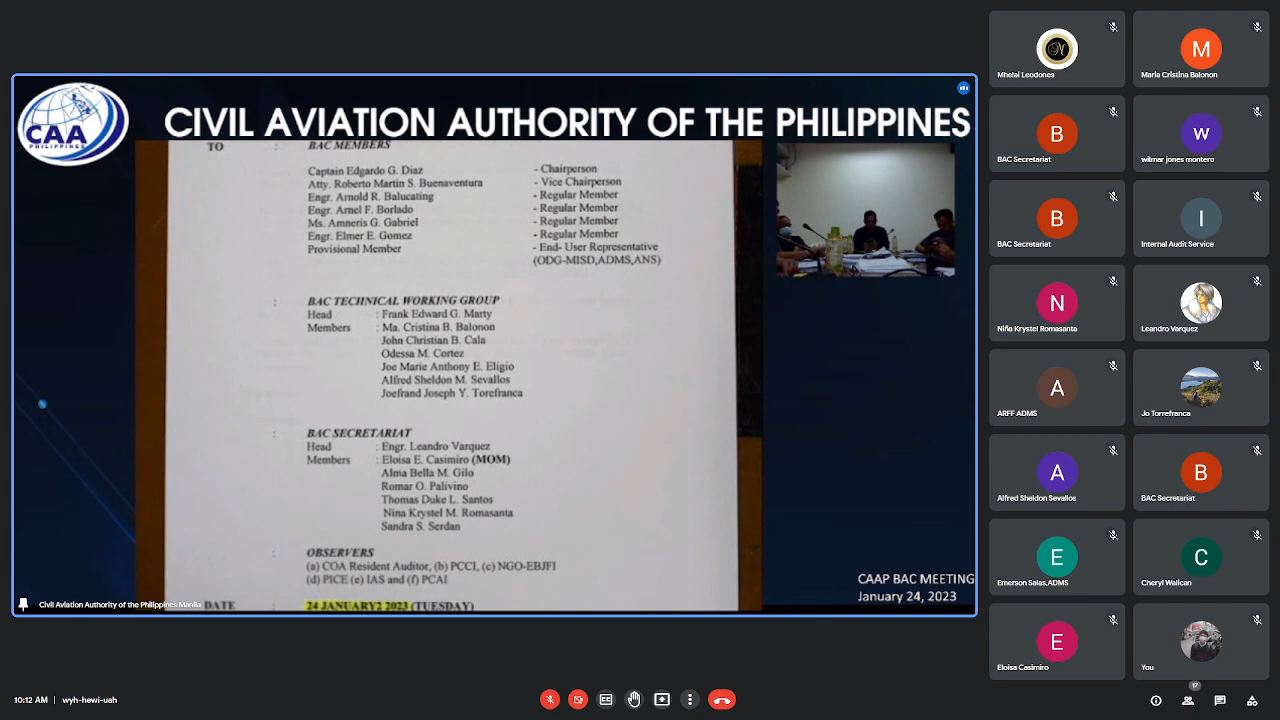 CAA
PHILIPPINES
CIVIL AVIATION AUTHORITY OF THE PHILIPPINES
TO : BAC MEMBERS
Captain Edgardo G. Diaz - Chairperson
Atty. Roberto Martin S. Buenaventura - Vice Chairperson
Engr. Arnold R. Balucating - Regular Member
Engr. Arnel F. Borlado - Regular Member
Ms. Amneris G. Gabriel - Regular Member
Engr. Elmer E. Gomez - Regular Member
Provisional Member - End- User Representative
(ODG-MISD,ADMS,ANS)
: BAC TECHNICAL WORKING GROUP
Head : Frank Edward G. Marty
Members : Ma. Cristina B. Balonon
John Christian B. Cala
Odessa M. Cortez
Joe Marie Anthony E. Eligio
Alfred Sheldon M. Sevallos
Joefrand Joseph Y. Torefranca
: BAC SECRETARIAT
Head : Engr. Leandro Varquez
Members : Eloisa E. Casimiro (MOM)
Alma Bella M. Gilo
Romar O. Palivino
Thomas Duke L. Santos
Nina Krystel M. Romasanta
Sandra S. Serdan
: OBSERVERS
(a) COA Resident Auditor, (b) PCCI, (c) NGO-EBJFI
(d) PICE (e) IAS and (f) PCAI
DATE : 24 JANUARY2 2023 (TUESDAY)
CAAP BAC MEETING
January 24, 2023
Civil Aviation Authority of the Philippines Manila
N
Mhelai Leodones
M
Maria Cristina Balonon
B
BAC Secretariat
W
wilmar jonas comedoro
B
BAC Secretariat
I
Internal Audit Service
N
Niña Krystel Romasanta
Leandro Varquez
A
ARFF ADMS
Jo Torrefranca
A
Alfred Sheldon Sevallos
B
BAC Secretariat
E
Emerson Salas,ADMS
C
Cheryl Walican
E
Eloisa Casimiro
You
10:12 AM | wyh-hewi-uah
17